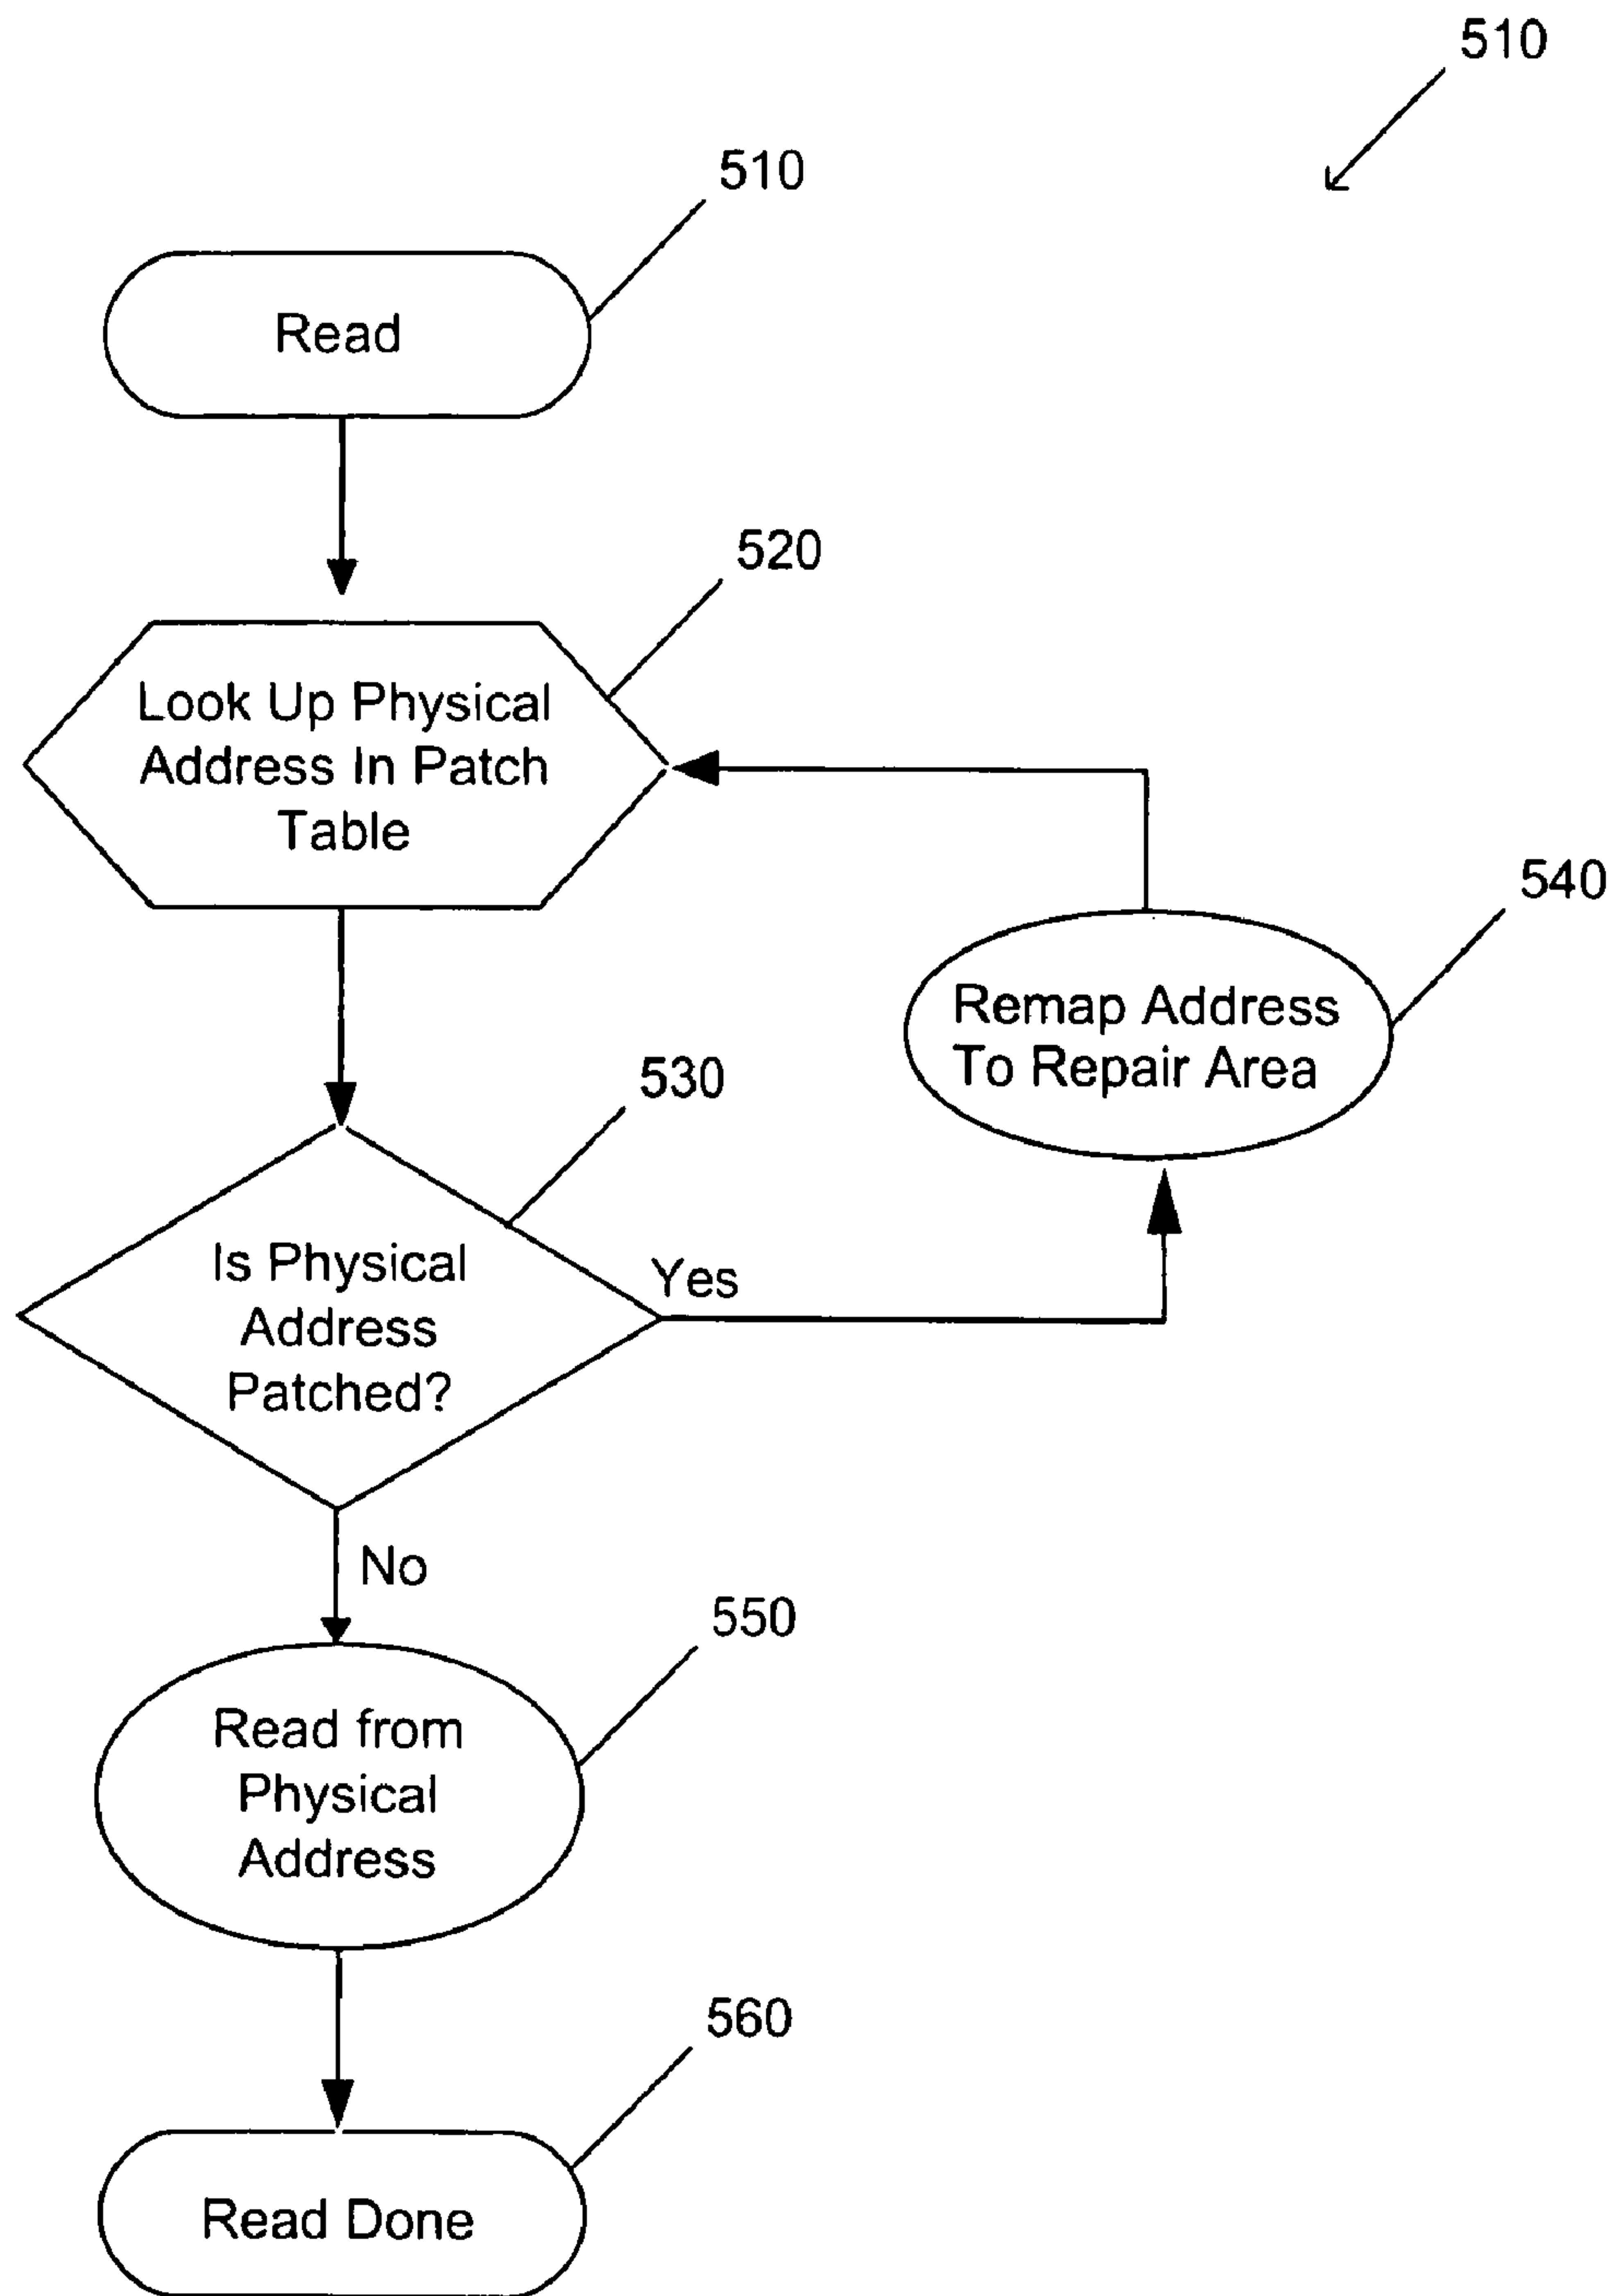 510
510
Read
520
Look Up Physical
Address In Patch
Table
540
Remap Address
To Repair Area
530
Is Physical
Address
Patched?
Yes
No
550
Read from
Physical
Address
560
Read Done